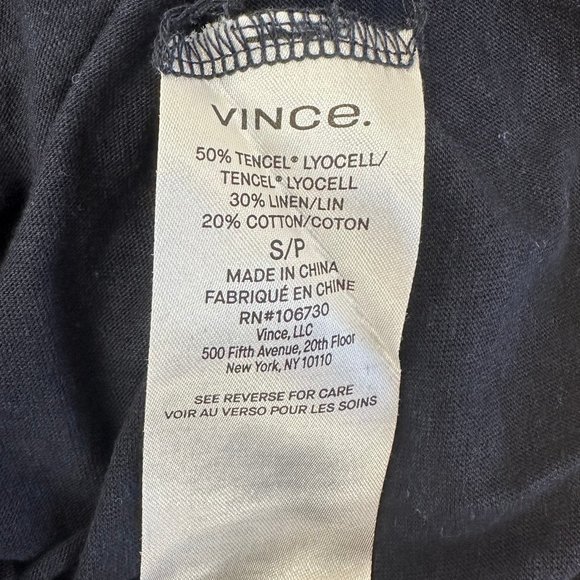 VINCe.
50% TENCEL® LYOCELL/
TENCEL® LYOCELL
30% LINEN/LIN
20% COTTON/COTON
S/P
MADE IN CHINA
FABRIQUÉ EN CHINE
RN#106730
Vince, LLC
500 Fifth Avenue, 20th Floor
New York, NY 10110
SEE REVERSE FOR CARE
VOIR AU VERSO POUR LES SOINS